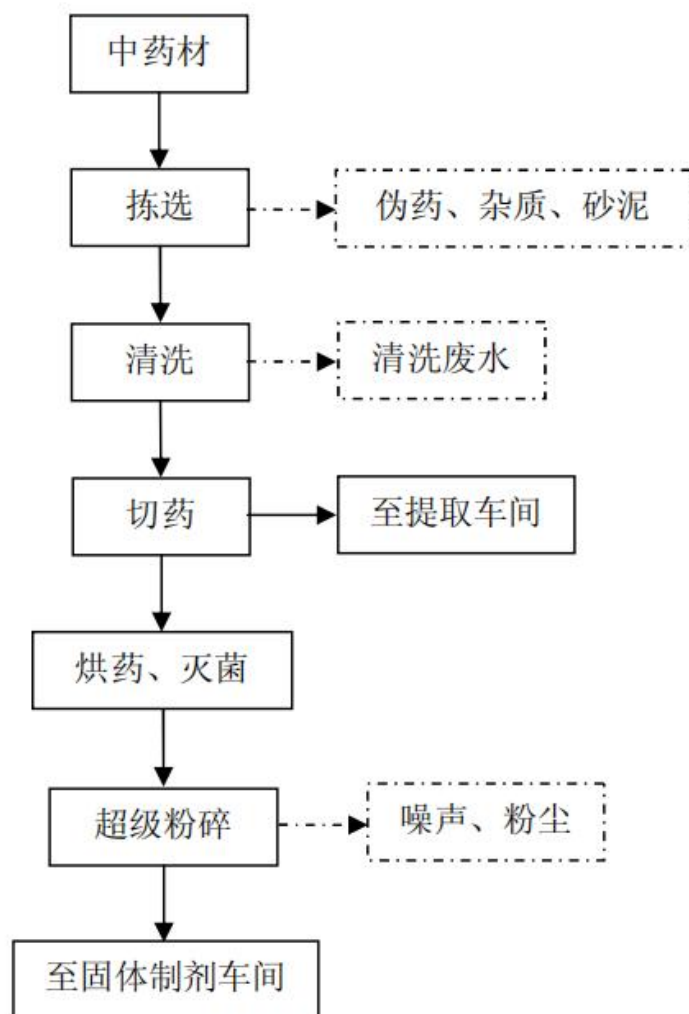 中药材
拣选
伪药、杂质、砂泥
清洗
清洗废水
切药
至提取车间
烘药、灭菌
超级粉碎
噪声、粉尘
至固体制剂车间